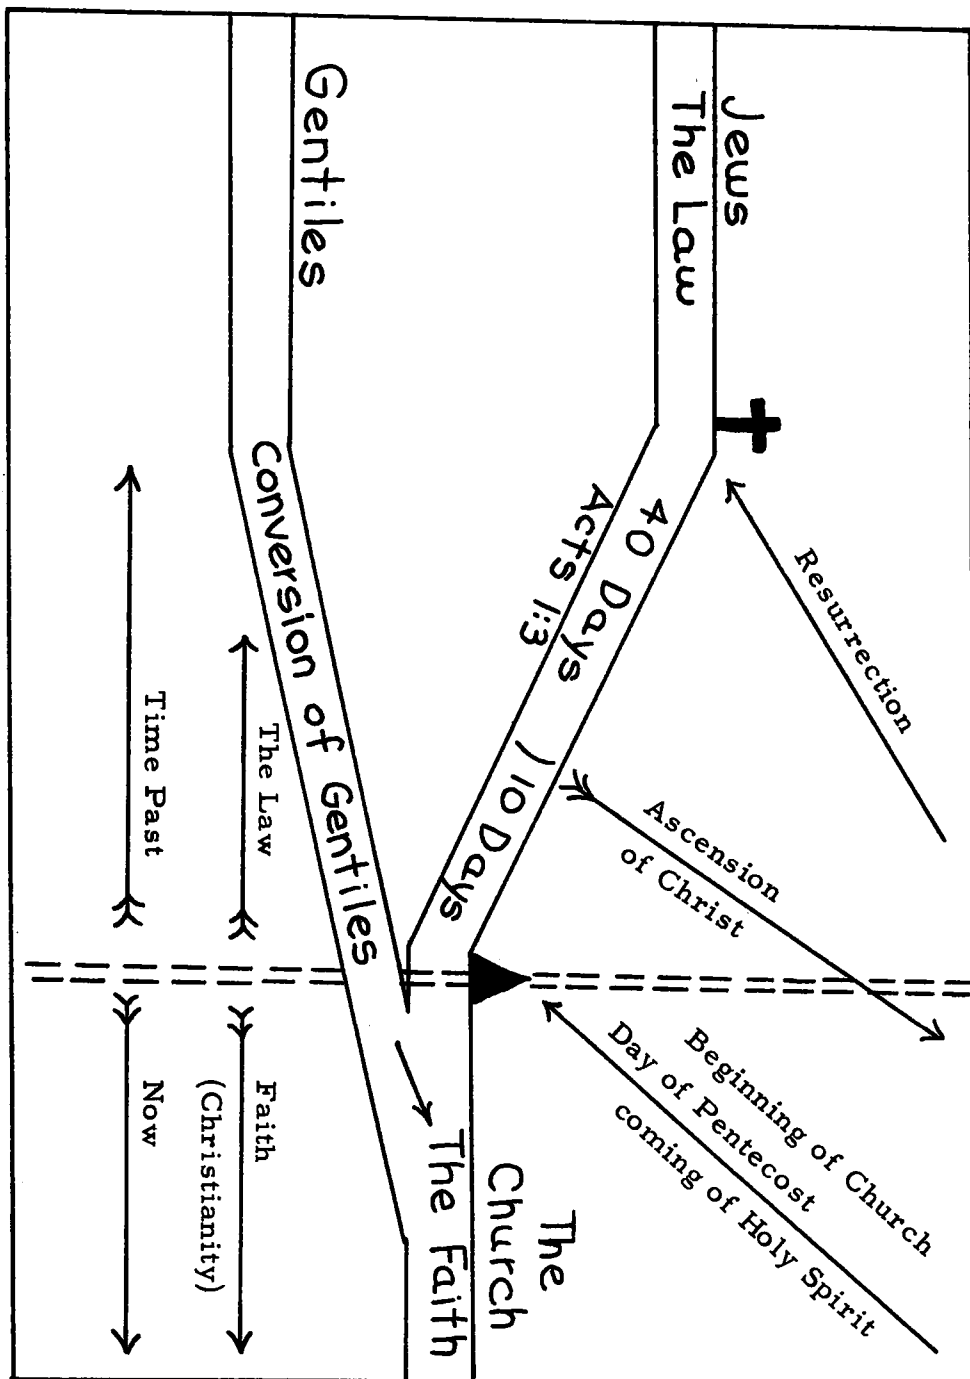 Jews
The Law
Resurrection
40 Days
Acts 1:3
) 10 Days
Ascension
of Christ
Beginning of Church
Day of Pentecost
coming of Holy Spirit
The
Church
The Faith
Gentiles
Conversion of Gentiles
The Law
Time Past
Faith
(Christianity)
Now